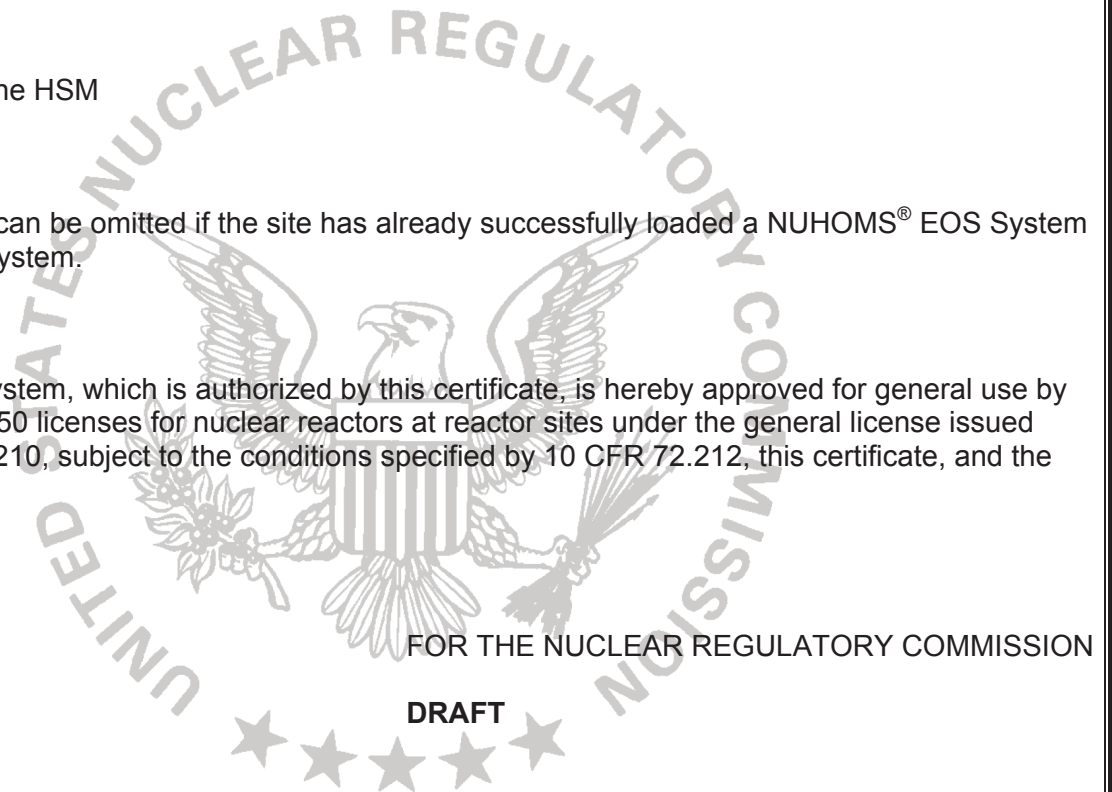 ne HSM
can be omitted if the site has already successfully loaded a NUHOMS® EOS System
ystem.
ystem, which is authorized by this certificate, is hereby approved for general use by
50 licenses for nuclear reactors at reactor sites under the general license issued
210, subject to the conditions specified by 10 CFR 72.212, this certificate, and the
FOR THE NUCLEAR REGULATORY COMMISSION
DRAFT
UNITED STATES NUCLEAR REGULATORY COMMISSION